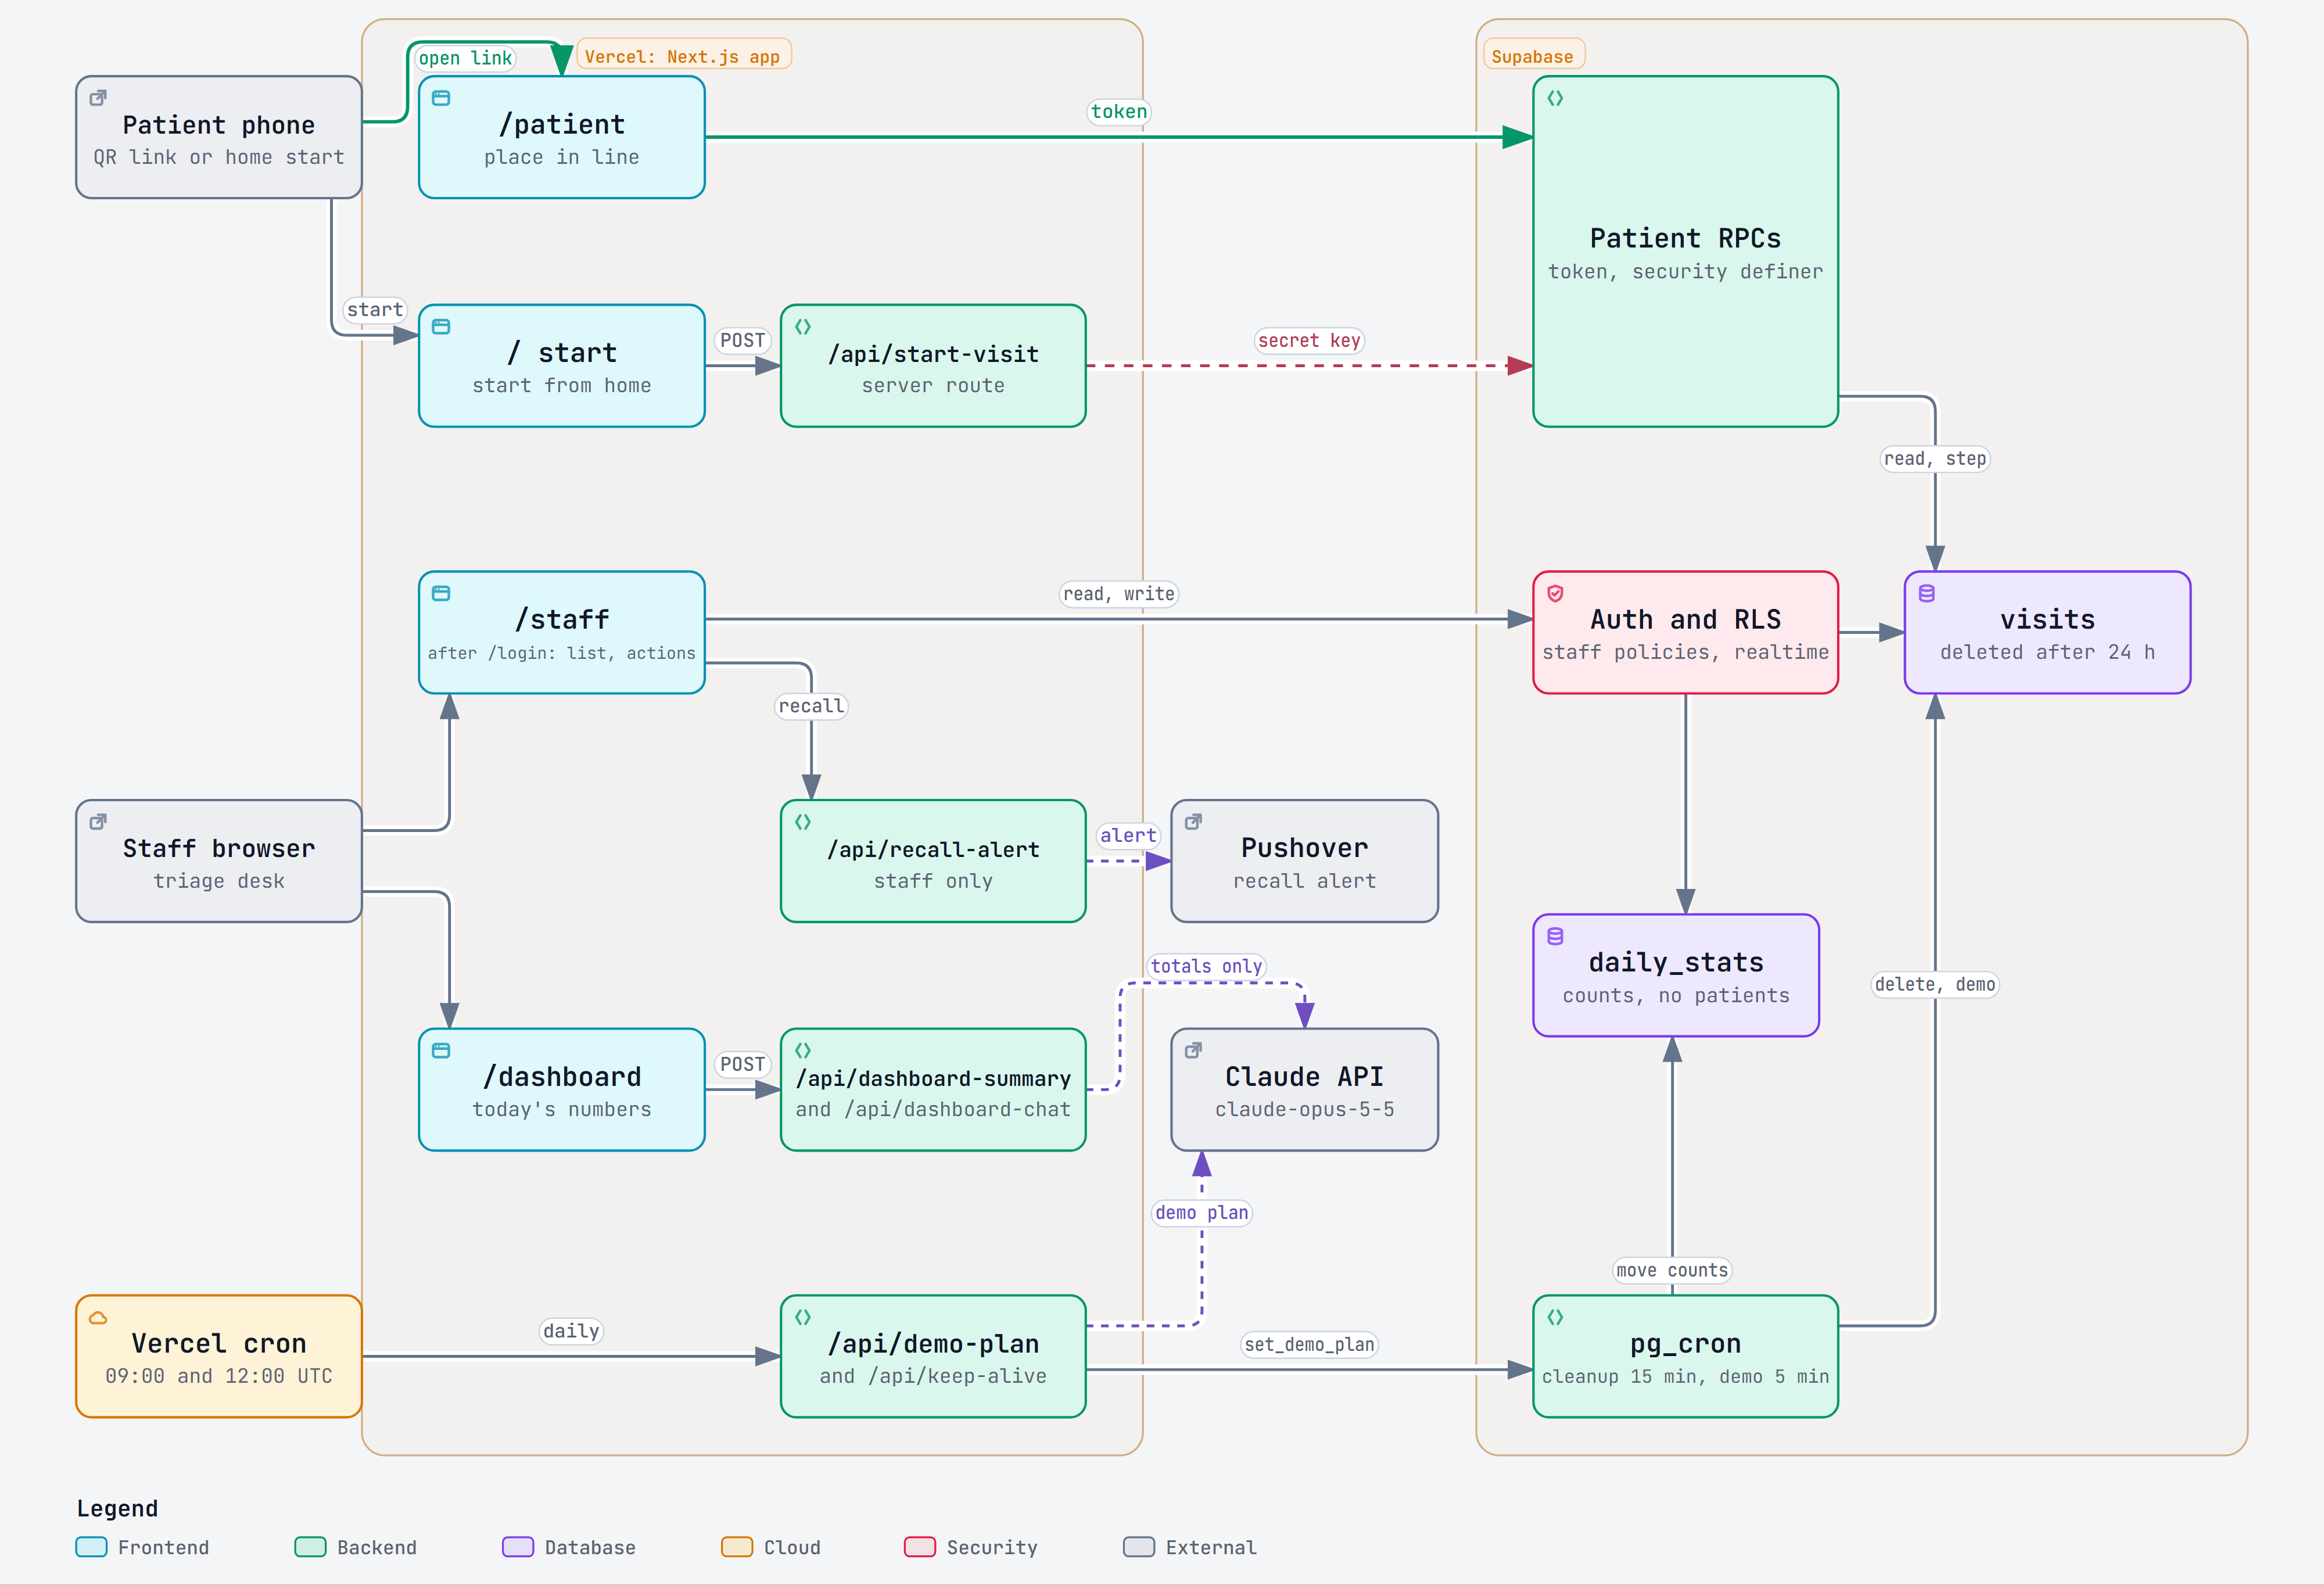 open link
Vercel: Next.js app
Supabase
Patient phone
QR link or home start
/patient
place in line
token
Patient RPCs
token, security definer
start
/ start
start from home
POST
/api/start-visit
server route
secret key
read, step
/staff
after /login: list, actions
read, write
Auth and RLS
staff policies, realtime
visits
deleted after 24 h
recall
Staff browser
triage desk
/api/recall-alert
staff only
alert
Pushover
recall alert
totals only
daily_stats
counts, no patients
delete, demo
/dashboard
today's numbers
POST
/api/dashboard-summary
and /api/dashboard-chat
Claude API
claude-opus-5-5
demo plan
move counts
Vercel cron
09:00 and 12:00 UTC
daily
/api/demo-plan
and /api/keep-alive
set_demo_plan
pg_cron
cleanup 15 min, demo 5 min
Legend
Frontend
Backend
Database
Cloud
Security
External